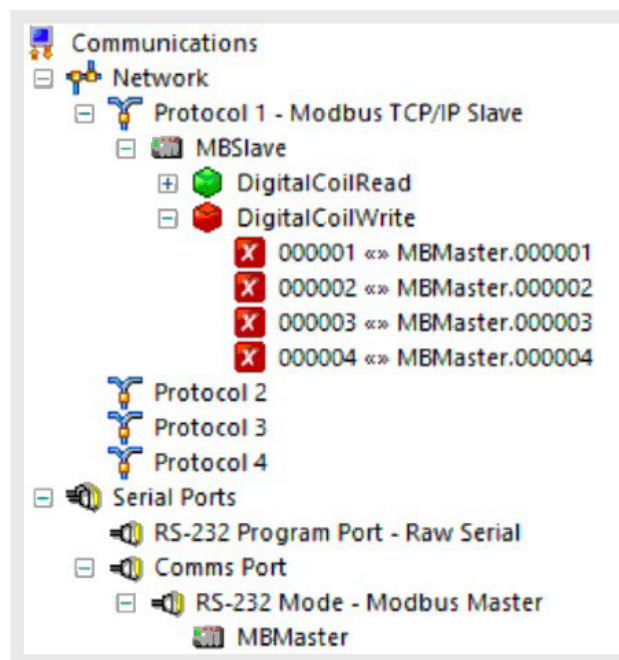 Communications
Network
Protocol 1 - Modbus TCP/IP Slave
MBSlave
DigitalCoilRead
DigitalCoilWrite
000001 «» MBMaster.000001
000002 «» MBMaster.000002
000003 «» MBMaster.000003
000004 «» MBMaster.000004
Protocol 2
Protocol 3
Protocol 4
Serial Ports
RS-232 Program Port - Raw Serial
Comms Port
RS-232 Mode - Modbus Master
MBMaster